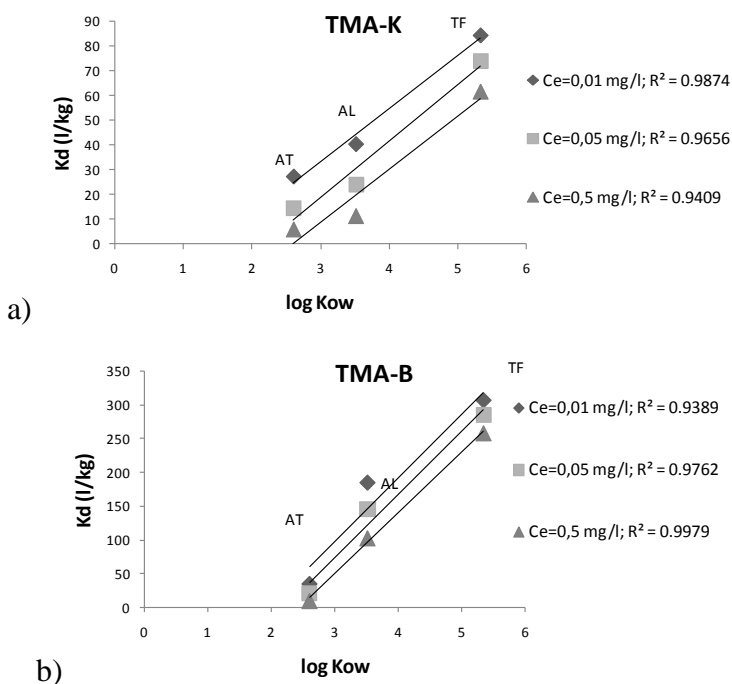 TMA-K
TF
AL
AT
90
80
70
60
50
40
30
20
10
0
Kd (l/kg)
0 1 2 3 4 5 6
log Kow
Ce=0,01 mg/l; R² = 0.9874
Ce=0,05 mg/l; R² = 0.9656
Ce=0,5 mg/l; R² = 0.9409
a)
TMA-B
TF
AL
AT
350
300
250
200
150
100
50
0
Kd (l/kg)
0 1 2 3 4 5 6
log Kow
Ce=0,01 mg/l; R² = 0.9389
Ce=0,05 mg/l; R² = 0.9762
Ce=0,5 mg/l; R² = 0.9979
b)